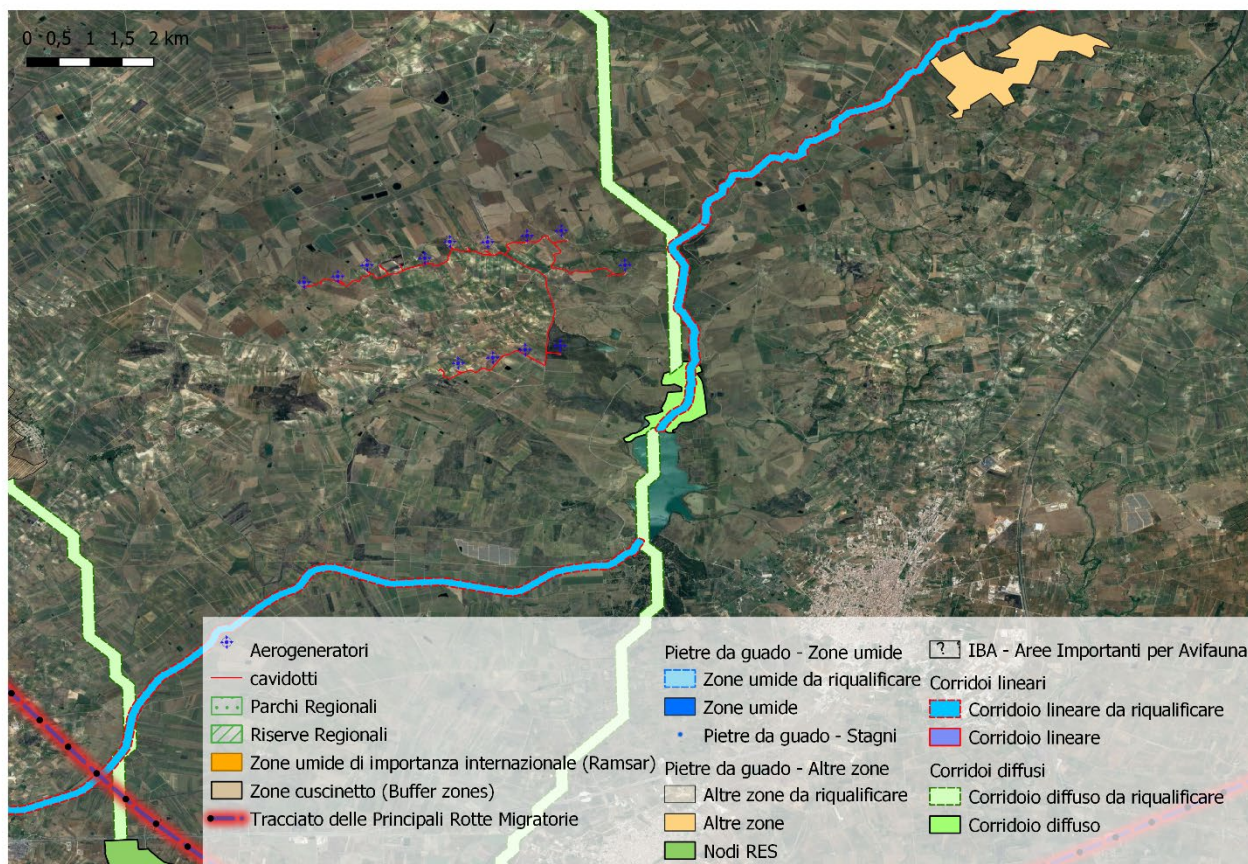 0 0,5 1 1,5 2 km
Aerogeneratori
cavidotti
Parchi Regionali
Riserve Regionali
Zone umide di importanza internazionale (Ramsar)
Zone cuscinetto (Buffer zones)
Tracciato delle Principali Rotte Migratorie
Pietre da guado - Zone umide
Zone umide da riqualificare
Zone umide
Pietre da guado - Stagni
Pietre da guado - Altre zone
Altre zone da riqualificare
Altre zone
Nodi RES
? IBA - Aree Importanti per Avifauna
Corridoi lineari
Corridoio lineare da riqualificare
Corridoio lineare
Corridoi diffusi
Corridoio diffuso da riqualificare
Corridoio diffuso